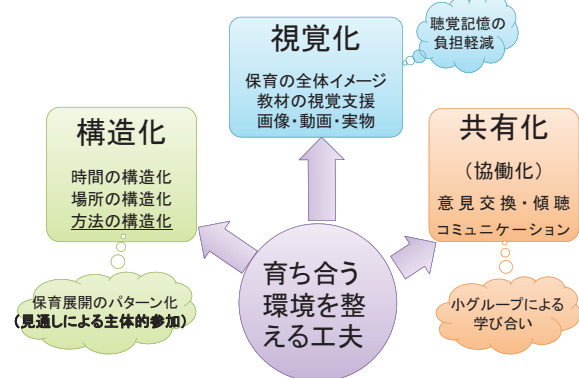 視覚化
保育の全体イメージ
教材の視覚支援
画像・動画・実物
聴覚記憶の
負担軽減
構造化
時間の構造化
場所の構造化
方法の構造化
保育展開のパターン化
(見通しによる主体的参加)
共有化
(協働化)
意見交換・傾聴
コミュニケーション
小グループによる
学び合い
育ち合う
環境を整
える工夫